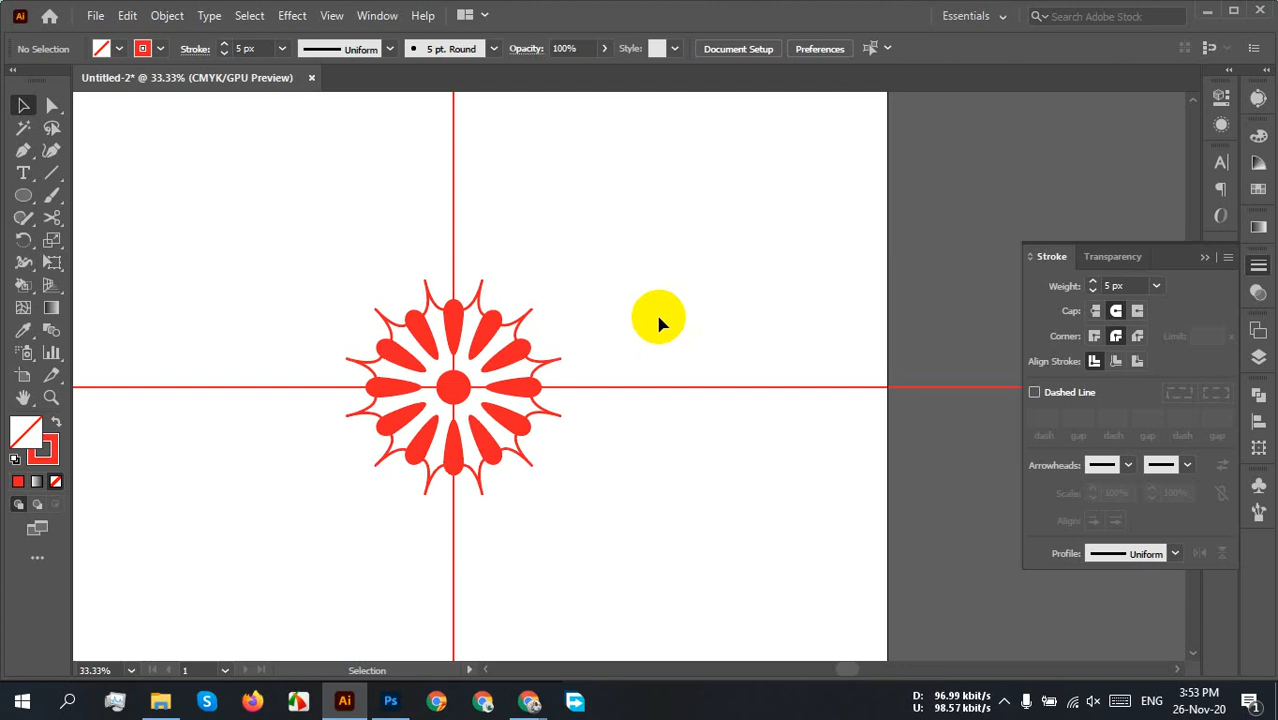 Ai File Edit Object Type Select Effect View Window Help Essentials Search Adobe Stock
No Selection Stroke: 5 px Uniform 5 pt. Round Opacity: 100% Style: Document Setup Preferences
Untitled-2* @ 33.33% (CMYK/GPU Preview)
Stroke Transparency
Weight: 5 px
Cap:
Corner: Limit: x
Align Stroke:
Dashed Line
dash gap dash gap dash gap
Arrowheads:
Scale: 100% 100%
Align:
Profile: Uniform
33.33% 1 Selection
Ai Ps D: 96.99 kbit/s ENG 3:53 PM
U: 98.57 kbit/s 26-Nov-20 1